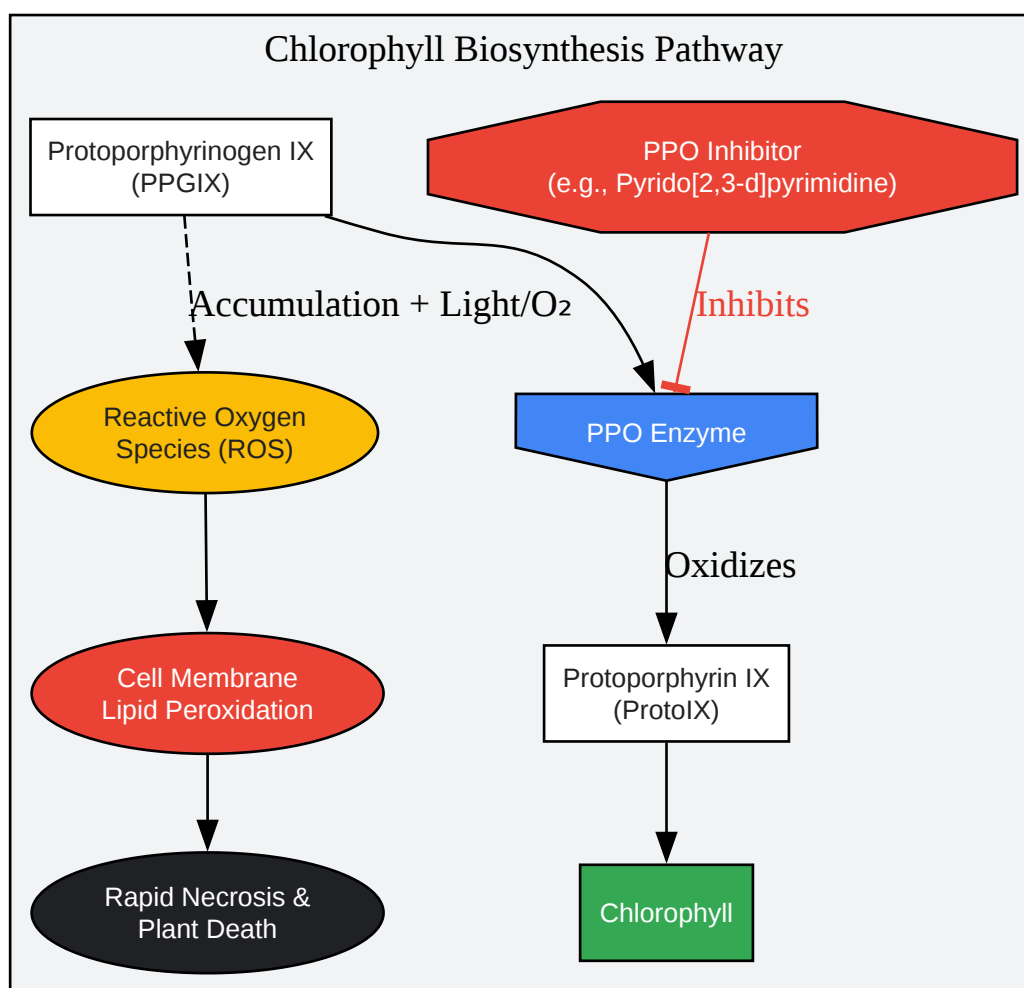 Chlorophyll Biosynthesis Pathway
Protoporphyrinogen IX
(PPGIX)
PPO Inhibitor
(e.g., Pyrido[2,3-d]pyrimidine)
Accumulation + Light/O₂
Inhibits
Reactive Oxygen
Species (ROS)
PPO Enzyme
Oxidizes
Cell Membrane
Lipid Peroxidation
Protoporphyrin IX
(ProtoIX)
Rapid Necrosis &
Plant Death
Chlorophyll